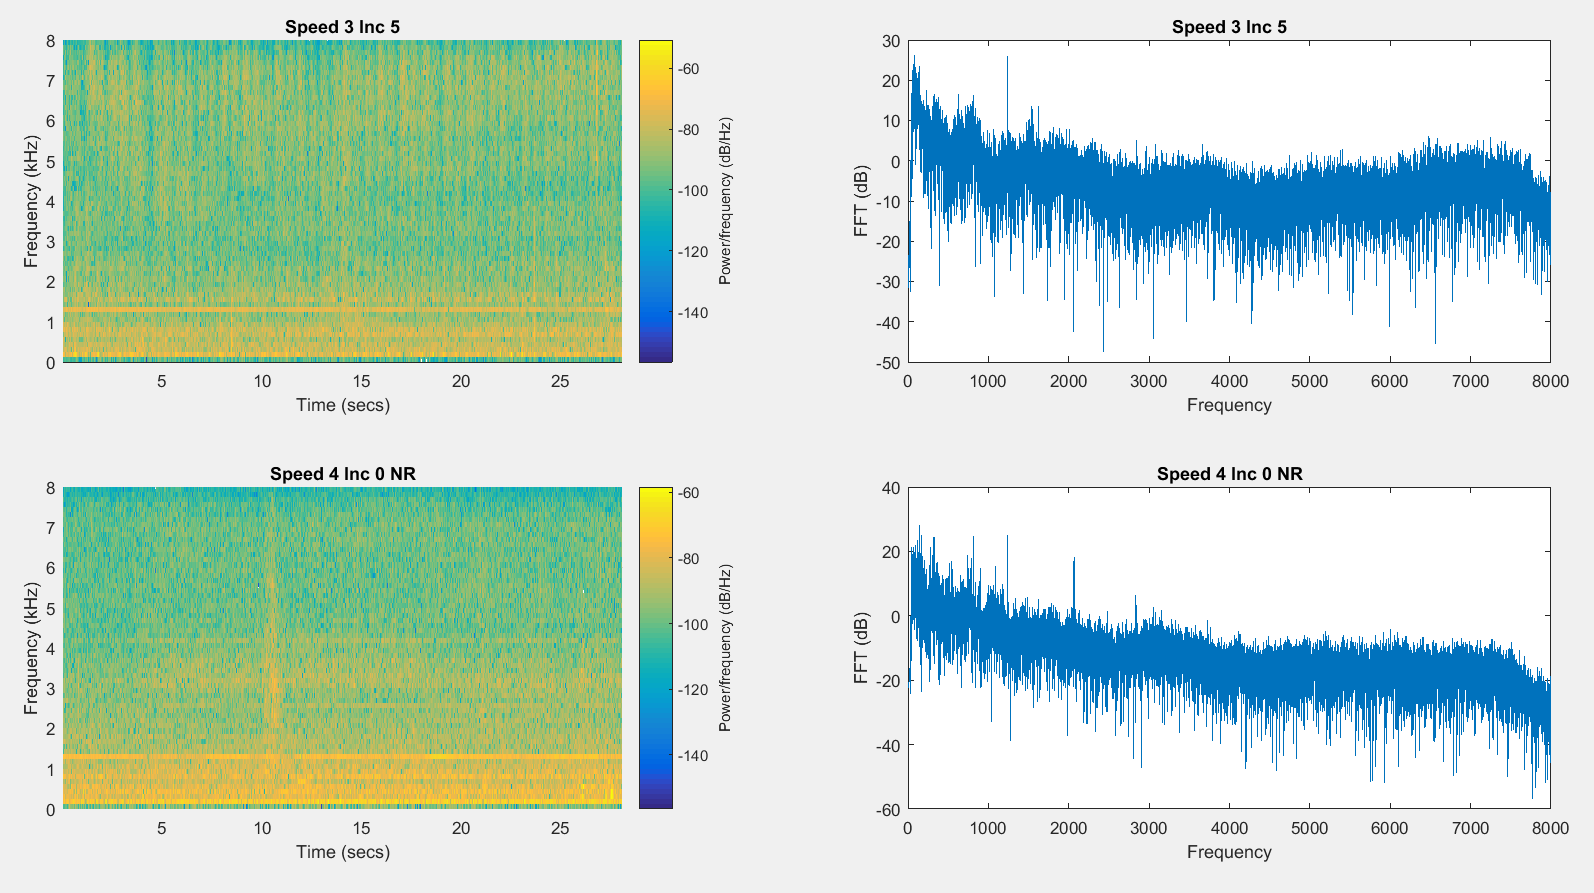 Speed 3 Inc 5
8
7
6
5
4
3
2
1
0
Frequency (kHz)
5 10 15 20 25
Time (secs)
-60
-80
-100
-120
-140
Power/frequency (dB/Hz)
Speed 3 Inc 5
30
20
10
0
-10
-20
-30
-40
-50
FFT (dB)
0 1000 2000 3000 4000 5000 6000 7000 8000
Frequency
Speed 4 Inc 0 NR
8
7
6
5
4
3
2
1
0
Frequency (kHz)
5 10 15 20 25
Time (secs)
-60
-80
-100
-120
-140
Power/frequency (dB/Hz)
Speed 4 Inc 0 NR
40
20
0
-20
-40
-60
FFT (dB)
0 1000 2000 3000 4000 5000 6000 7000 8000
Frequency